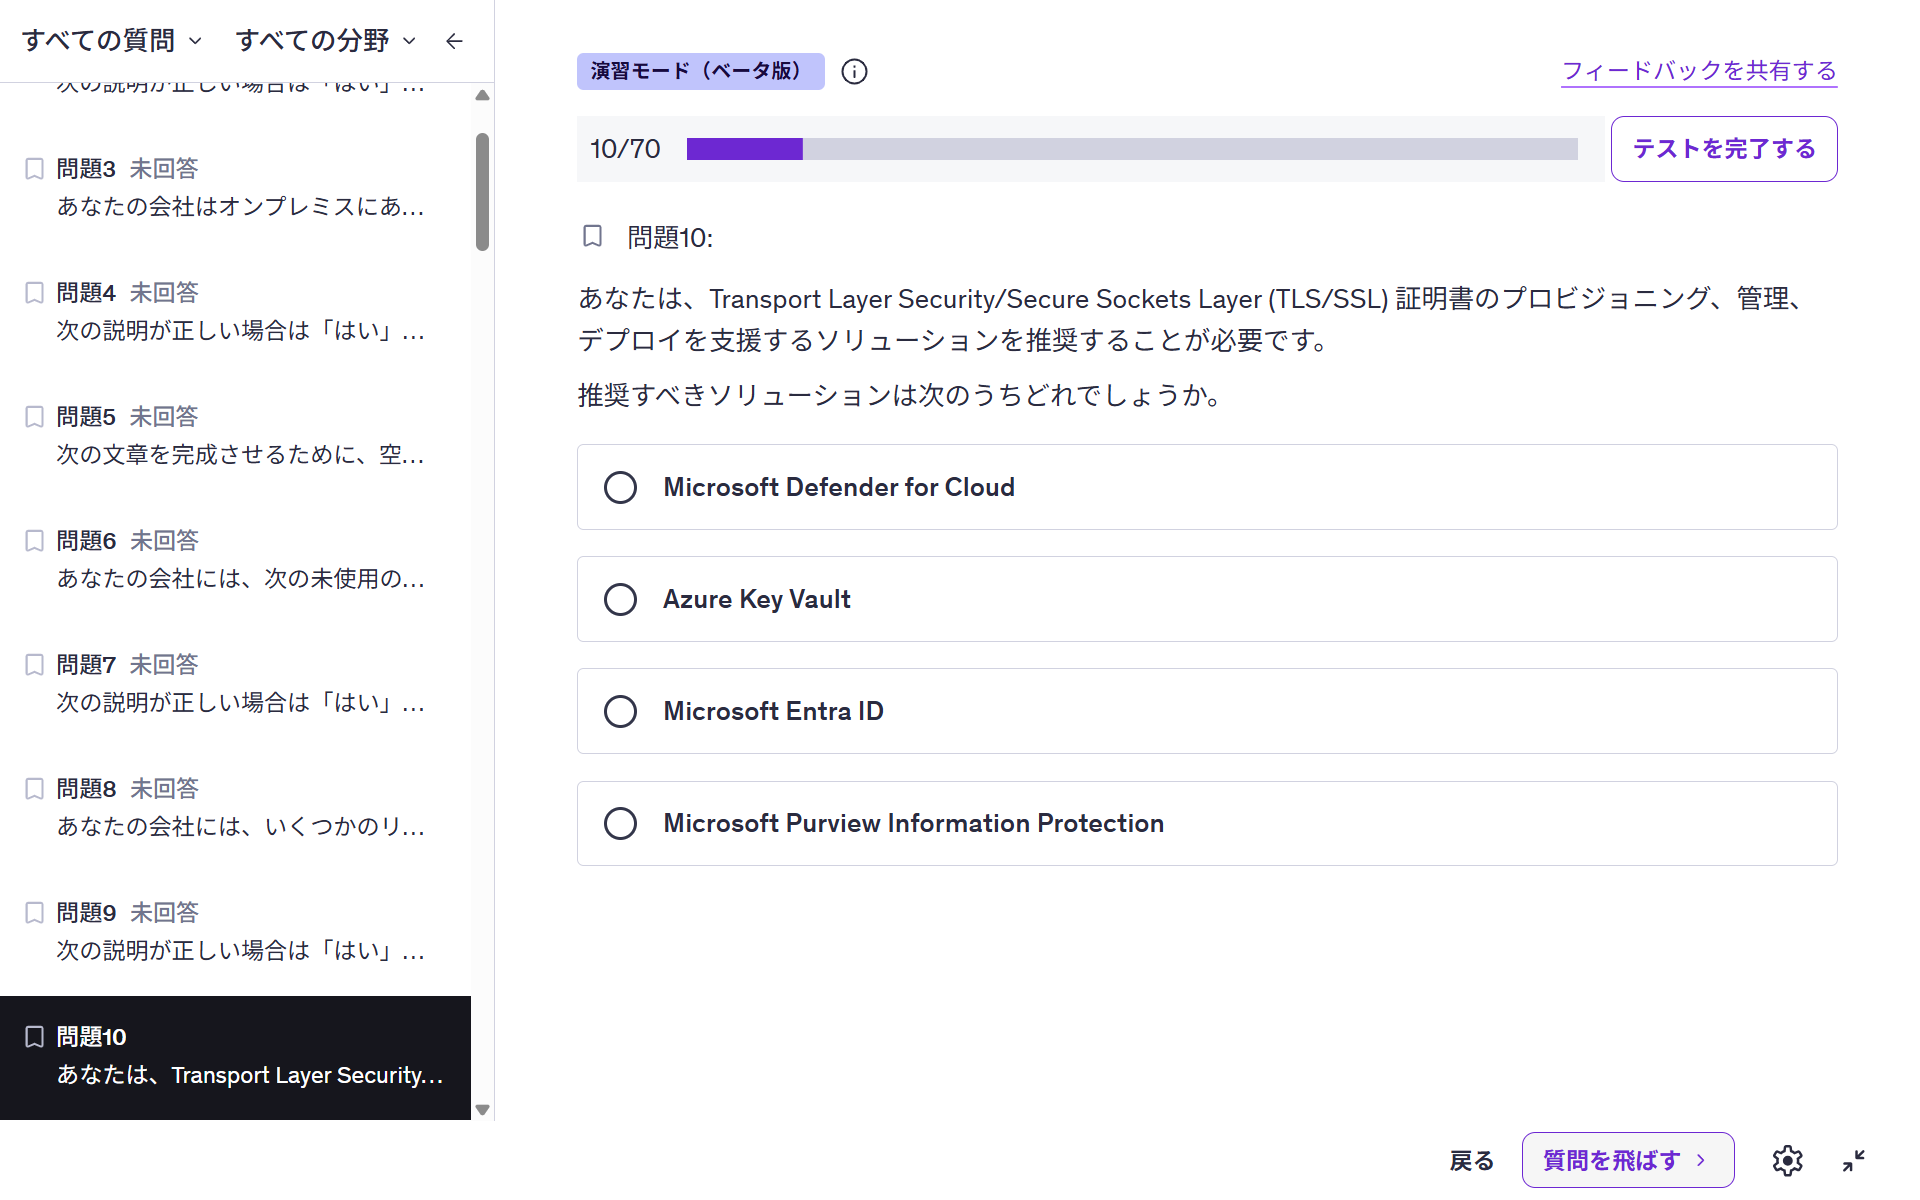 すべての質問
すべての分野
次の説明が正しい場合は「はい」...
問題3 未回答
あなたの会社はオンプレミスにあ...
問題4 未回答
次の説明が正しい場合は「はい」...
問題5 未回答
次の文章を完成させるために、空...
問題6 未回答
あなたの会社には、次の未使用の...
問題7 未回答
次の説明が正しい場合は「はい」...
問題8 未回答
あなたの会社には、いくつかのリ...
問題9 未回答
次の説明が正しい場合は「はい」...
問題10
あなたは、Transport Layer Security...
演習モード（ベータ版）
フィードバックを共有する
10/70
テストを完了する
問題10:
あなたは、Transport Layer Security/Secure Sockets Layer (TLS/SSL) 証明書のプロビジョニング、管理、
デプロイを支援するソリューションを推奨することが必要です。
推奨すべきソリューションは次のうちどれでしょうか。
Microsoft Defender for Cloud
Azure Key Vault
Microsoft Entra ID
Microsoft Purview Information Protection
戻る
質問を飛ばす